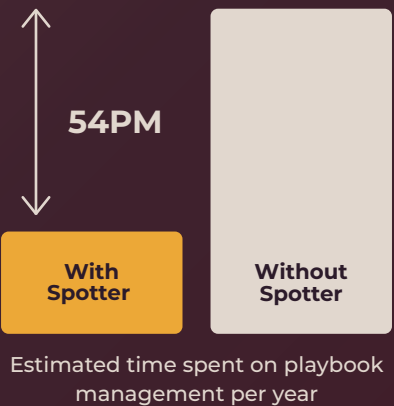 54PM
With
Spotter
Without
Spotter
Estimated time spent on playbook
management per year